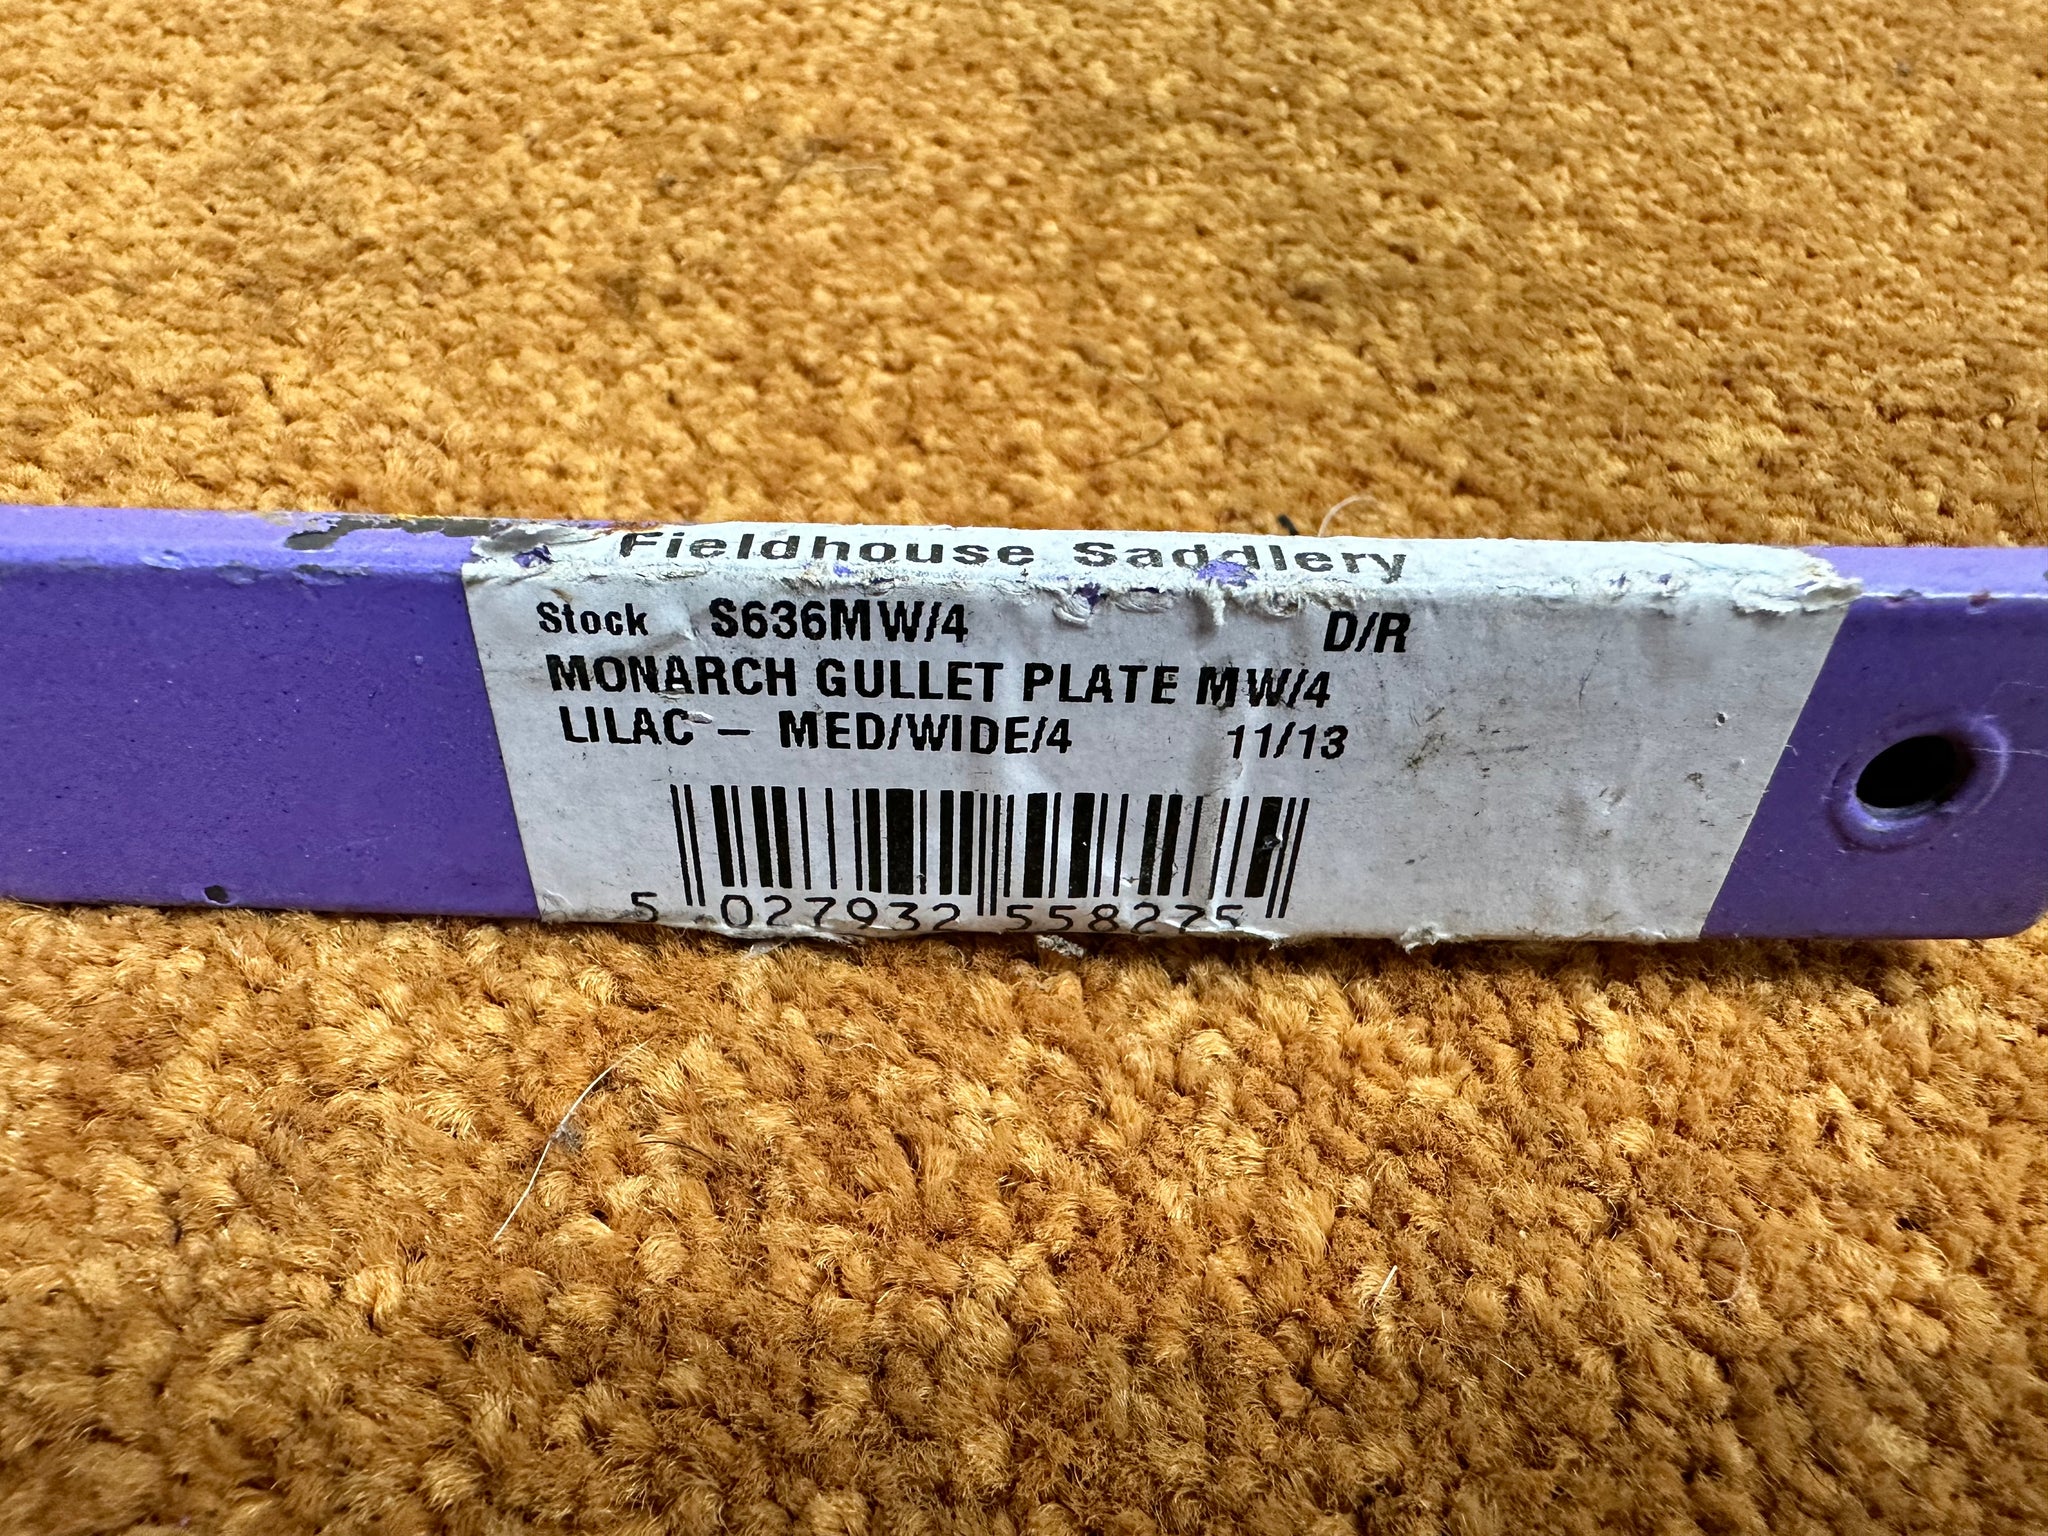 Fieldhouse Saddlery
Stock S636MW/4 D/R
MONARCH GULLET PLATE MW/4
LILAC – MED/WIDE/4 11/13
5 027932 558275